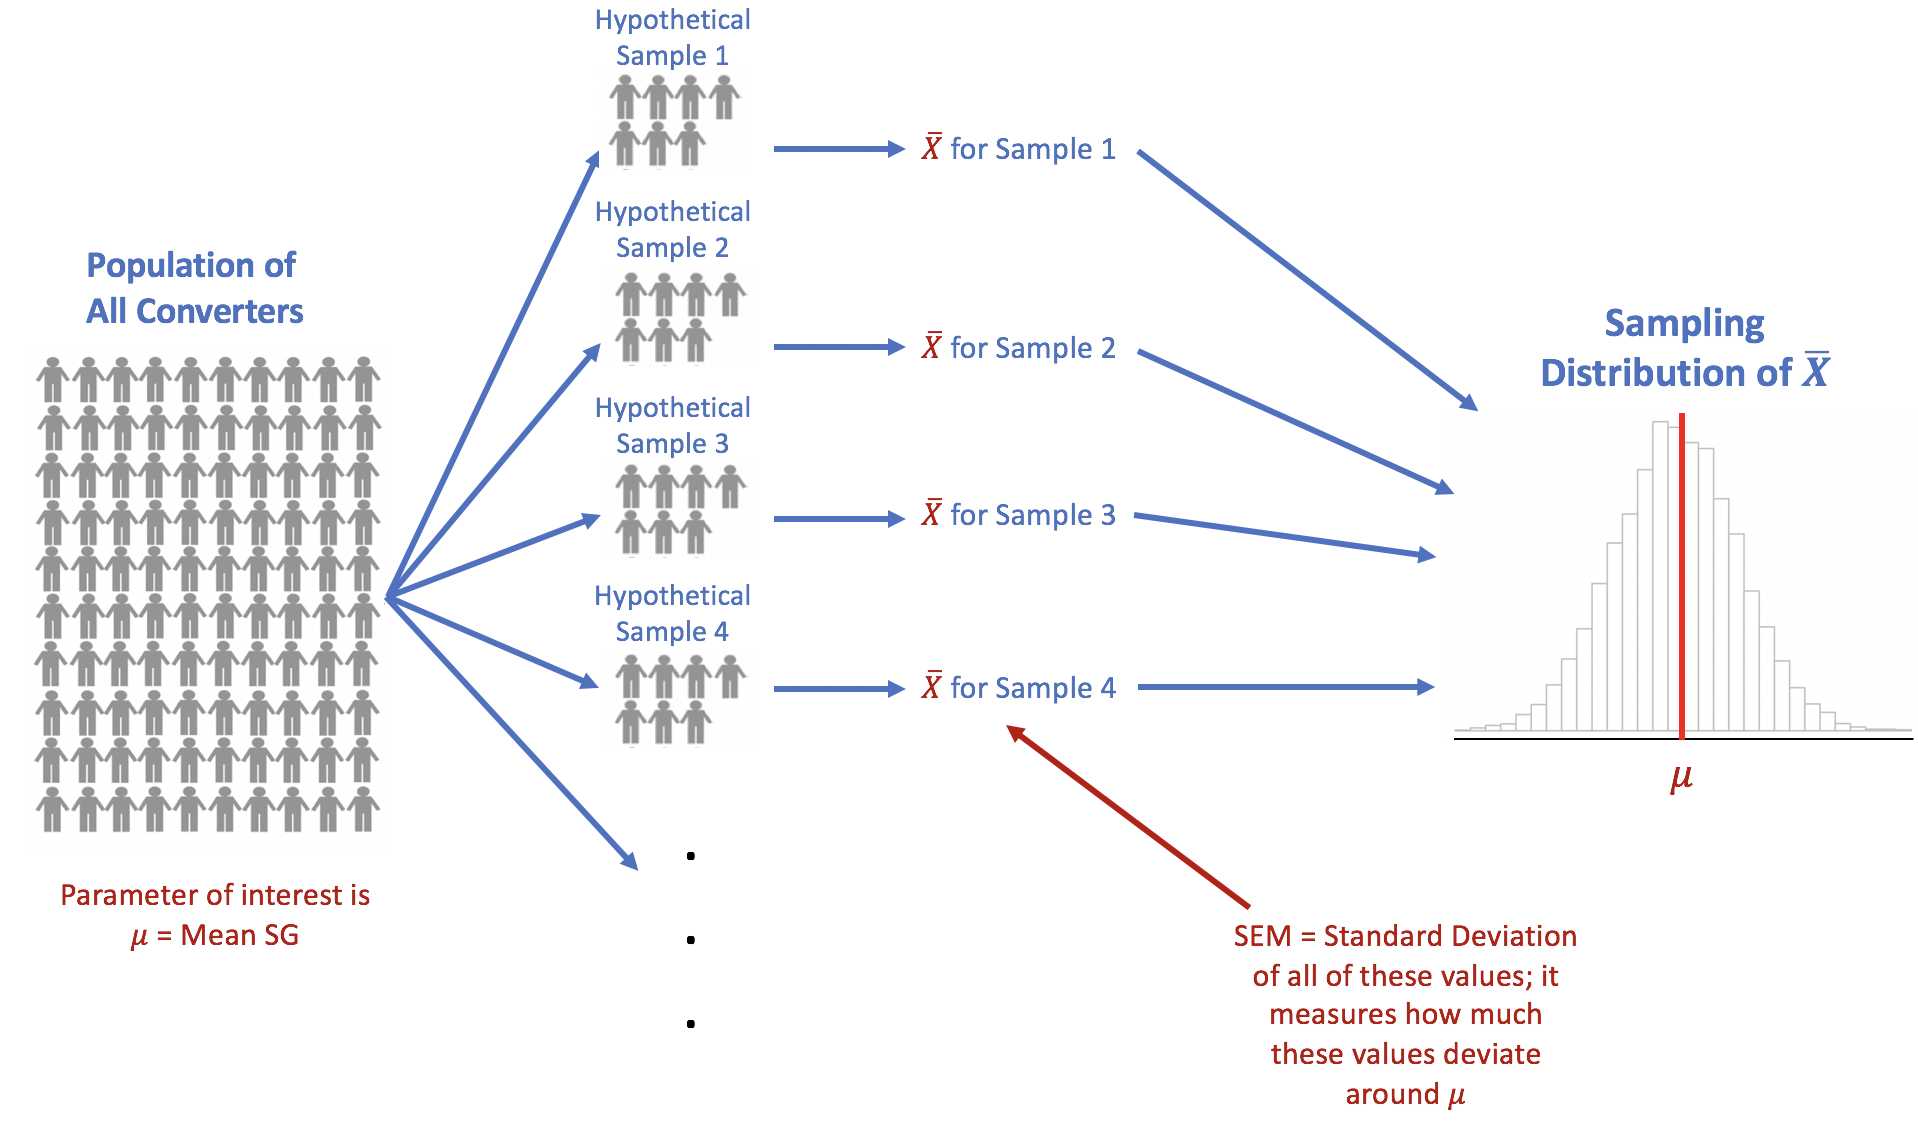 Hypothetical
Sample 1
X̄ for Sample 1
Hypothetical
Sample 2
X̄ for Sample 2
Hypothetical
Sample 3
X̄ for Sample 3
Hypothetical
Sample 4
X̄ for Sample 4
Population of
All Converters
Parameter of interest is
μ = Mean SG
Sampling
Distribution of X̄
μ
SEM = Standard Deviation
of all of these values; it
measures how much
these values deviate
around μ